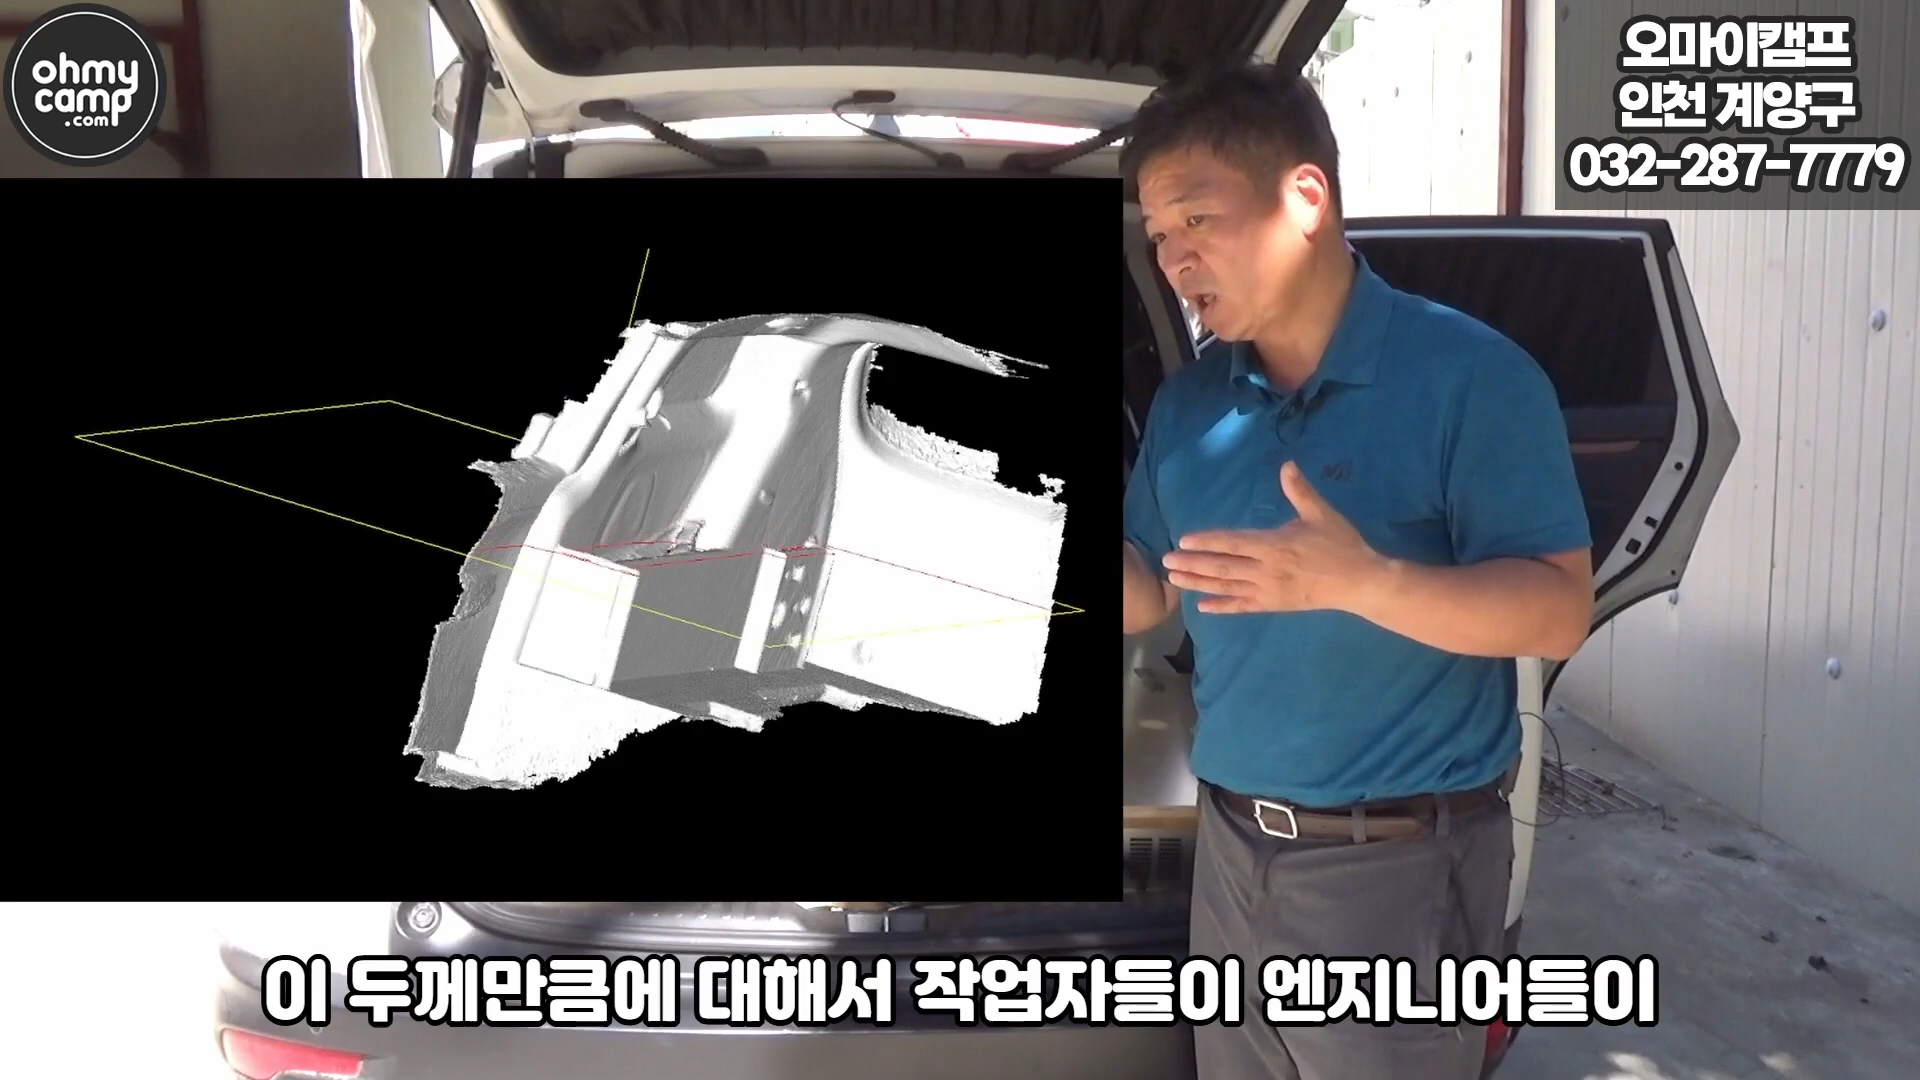 ohmy
camp
.com
오마이캠프
인천 계양구
032-287-7779
이 두께만큼에 대해서 작업자들이 엔지니어들이